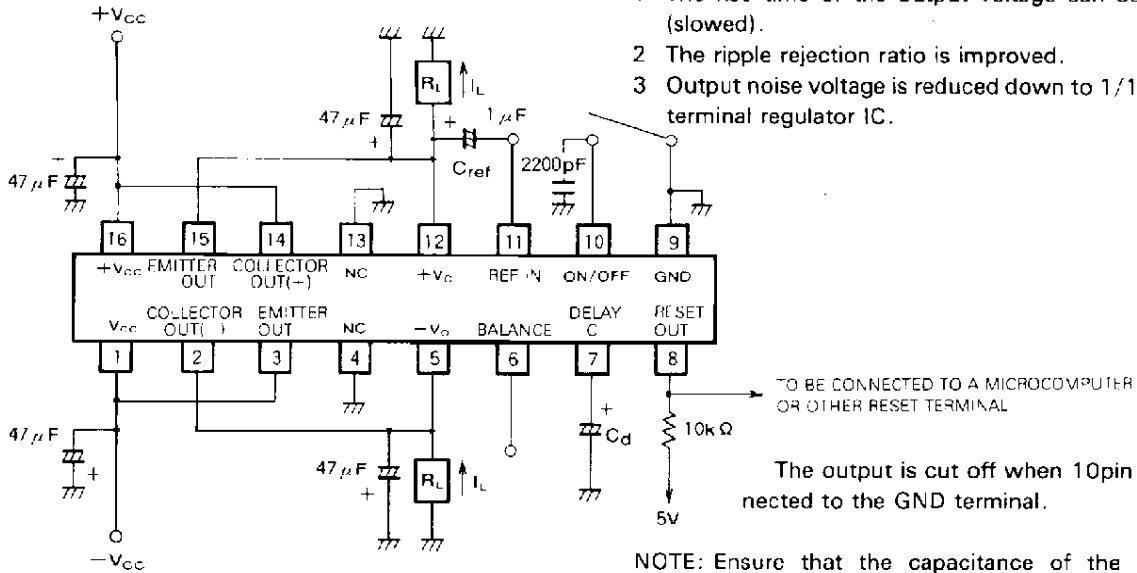 (slowed).
2 The ripple rejection ratio is improved.
3 Output noise voltage is reduced down to 1/1
terminal regulator IC.
+VCC
47μF
+
47μF
+
RL
IL
+
1μF
Cref
2200pF
16
15
14
13
12
11
10
9
+VCC
EMITTER OUT
COLLECTOR OUT(+)
NC
REF IN
ON/OFF
GND
VCC
COLLECTOR OUT(-)
EMITTER OUT
NC
-VO
BALANCE
DELAY C
RESET OUT
1
2
3
4
5
6
7
8
47μF
+
-VCC
47μF
+
RL
IL
+
Cd
10kΩ
5V
TO BE CONNECTED TO A MICROCOMPUTER
OR OTHER RESET TERMINAL
The output is cut off when 10pin
nected to the GND terminal.
NOTE: Ensure that the capacitance of the